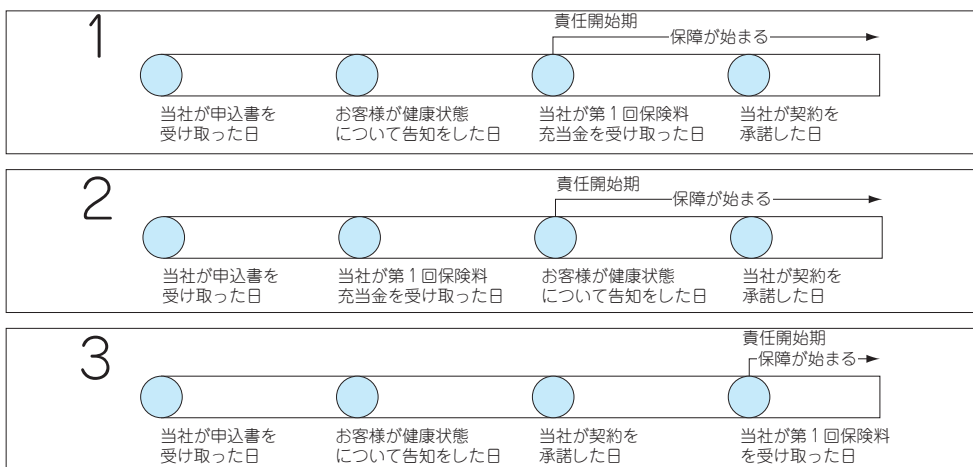 1
責任開始期
保障が始まる
当社が申込書を
受け取った日
お客様が健康状態
について告知をした日
当社が第1回保険料
充当金を受け取った日
当社が契約を
承諾した日
2
責任開始期
保障が始まる
当社が申込書を
受け取った日
当社が第1回保険料
充当金を受け取った日
お客様が健康状態
について告知をした日
当社が契約を
承諾した日
3
責任開始期
保障が始まる
当社が申込書を
受け取った日
お客様が健康状態
について告知をした日
当社が契約を
承諾した日
当社が第1回保険料
を受け取った日